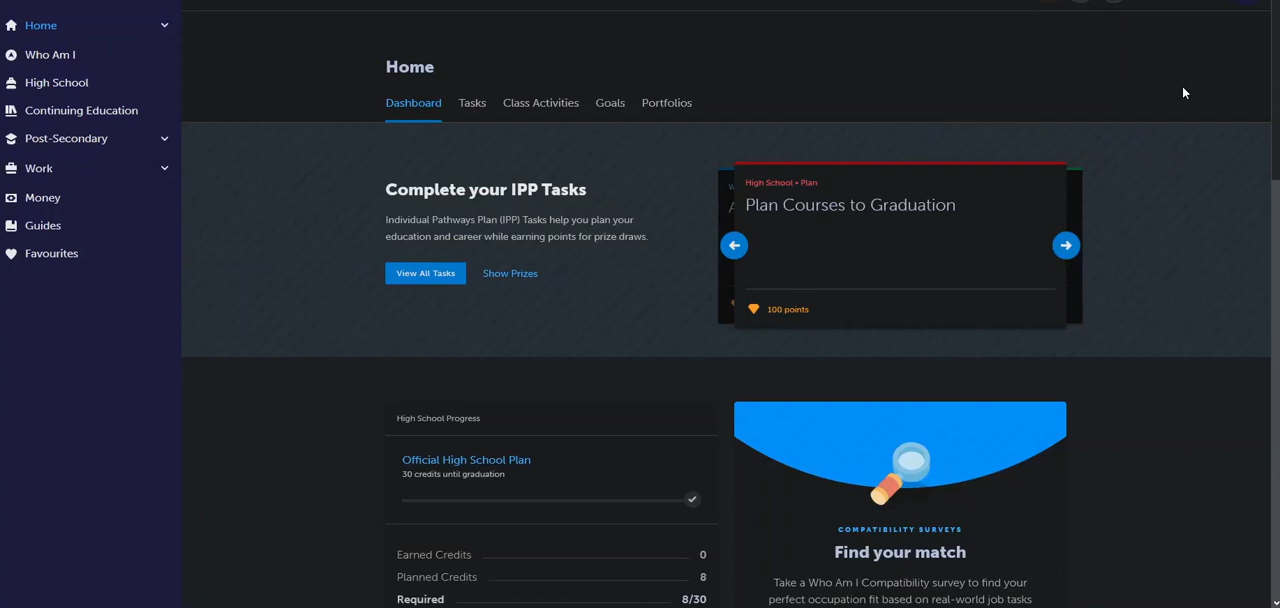 Home
Who Am I
High School
Continuing Education
Post-Secondary
Work
Money
Guides
Favourites
Home
Dashboard Tasks Class Activities Goals Portfolios
Complete your IPP Tasks
Individual Pathways Plan (IPP) Tasks help you plan your
education and career while earning points for prize draws.
View All Tasks Show Prizes
High School • Plan
Plan Courses to Graduation
100 points
High School Progress
Official High School Plan
30 credits until graduation
Earned Credits 0
Planned Credits 8
Required 8/30
COMPATIBILITY SURVEYS
Find your match
Take a Who Am I Compatibility survey to find your
perfect occupation fit based on real-world job tasks